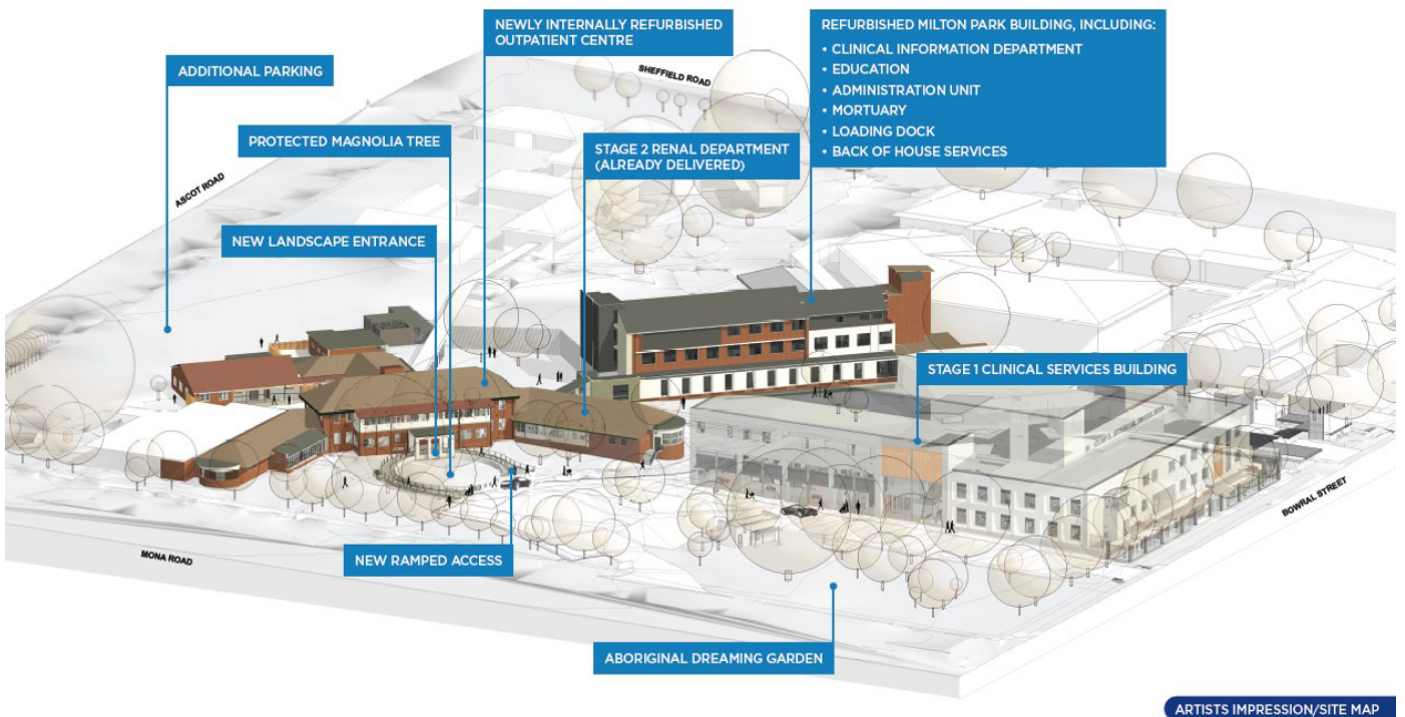 NEWLY INTERNALLY REFURBISHED
OUTPATIENT CENTRE
REFURBISHED MILTON PARK BUILDING, INCLUDING:
• CLINICAL INFORMATION DEPARTMENT
• EDUCATION
• ADMINISTRATION UNIT
• MORTUARY
• LOADING DOCK
• BACK OF HOUSE SERVICES
ADDITIONAL PARKING
SHEFFIELD ROAD
PROTECTED MAGNOLIA TREE
STAGE 2 RENAL DEPARTMENT
(ALREADY DELIVERED)
ASCOT ROAD
NEW LANDSCAPE ENTRANCE
STAGE 1 CLINICAL SERVICES BUILDING
BOWRAL STREET
MONA ROAD
NEW RAMPED ACCESS
ABORIGINAL DREAMING GARDEN
ARTISTS IMPRESSION/SITE MAP